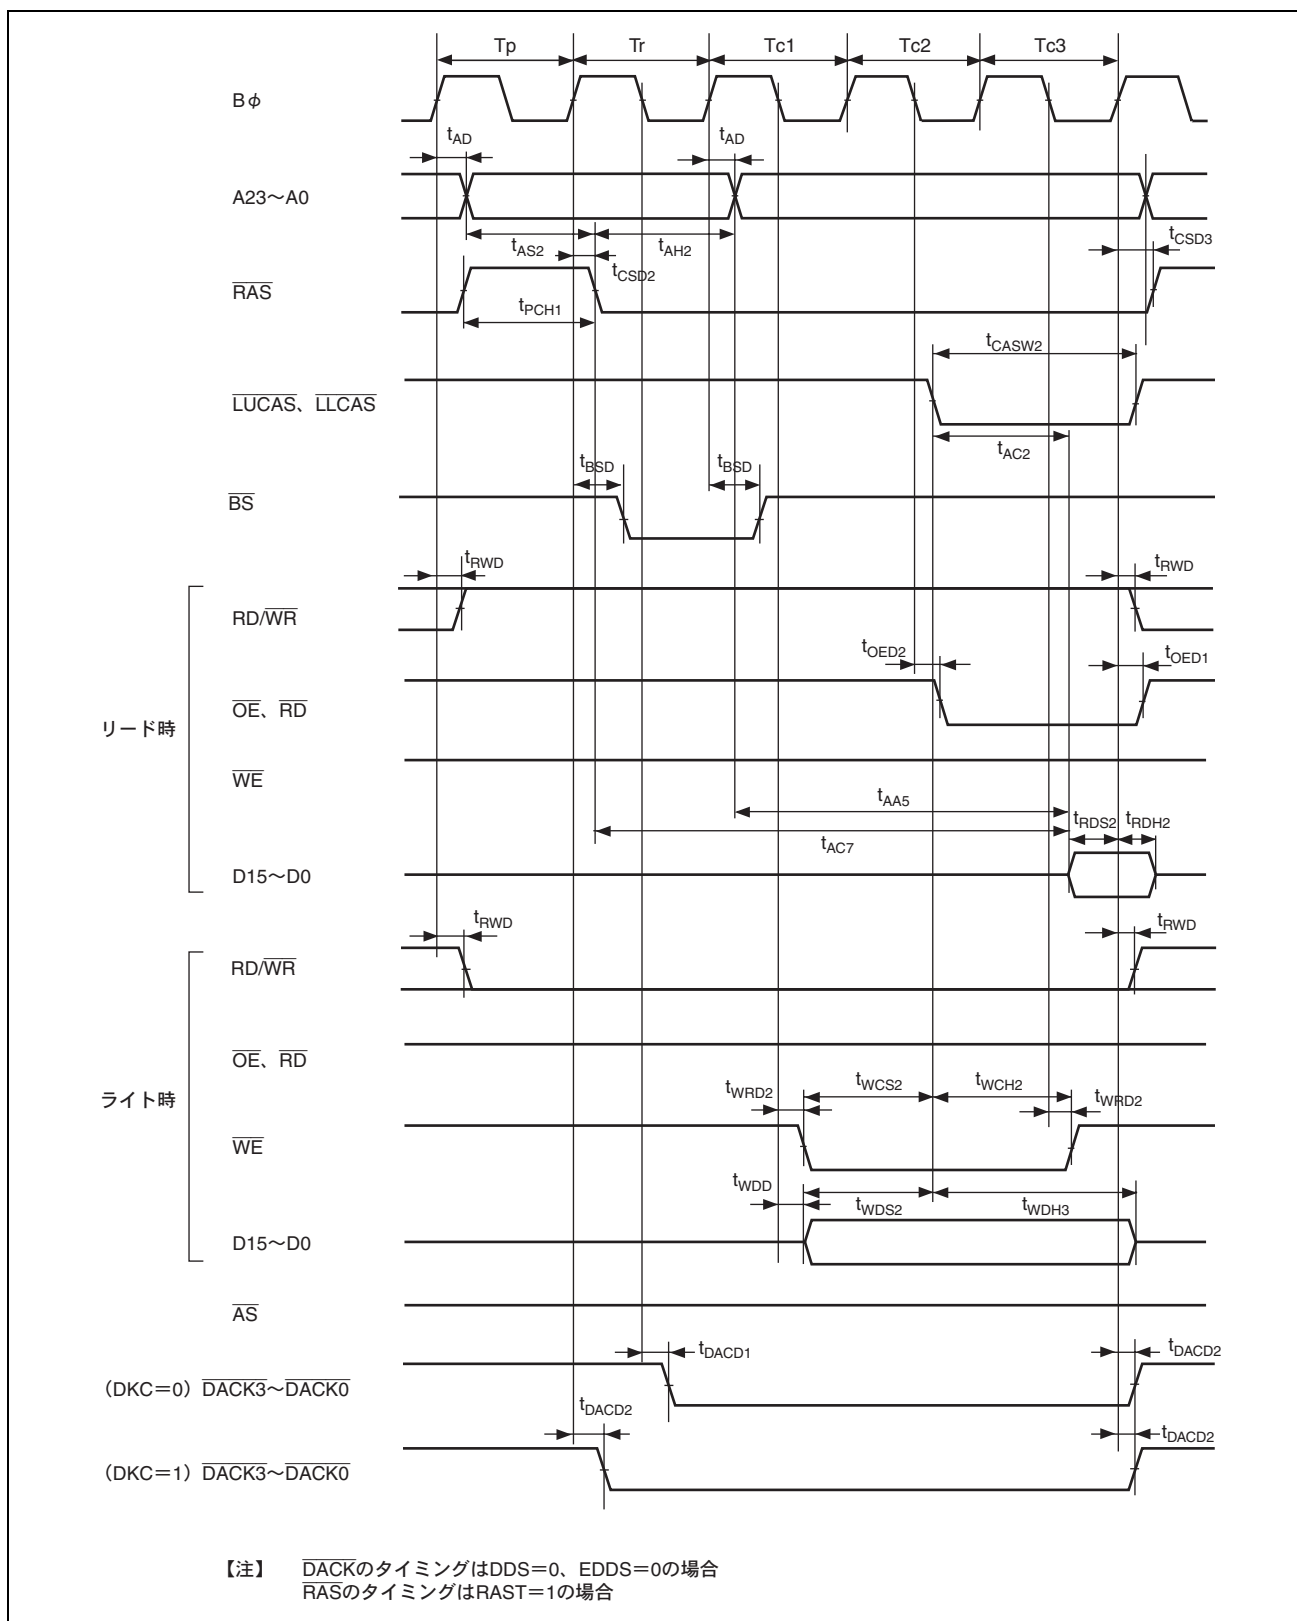 Tp Tr Tc1 Tc2 Tc3
Bφ
tAD tAD
A23～A0
tAS2 tAH2 tCSD3
tCSD2
RAS
tPCH1
tCASW2
LUCAS、LLCAS
tAC2
tBSD tBSD
BS
tRWD tRWD
RD/WR
tOED2 tOED1
OE、RD
リード時
WE
tAA5
tRDS2 tRDH2
tAC7
D15～D0
tRWD tRWD
RD/WR
OE、RD
ライト時
tWRD2 tWCS2 tWCH2 tWRD2
WE
tWDD
tWDS2 tWDH3
D15～D0
AS
tDACD1 tDACD2
（DKC＝0）DACK3～DACK0
tDACD2 tDACD2
（DKC＝1）DACK3～DACK0
【注】 DACKのタイミングはDDS＝0、EDDS＝0の場合
RASのタイミングはRAST＝1の場合